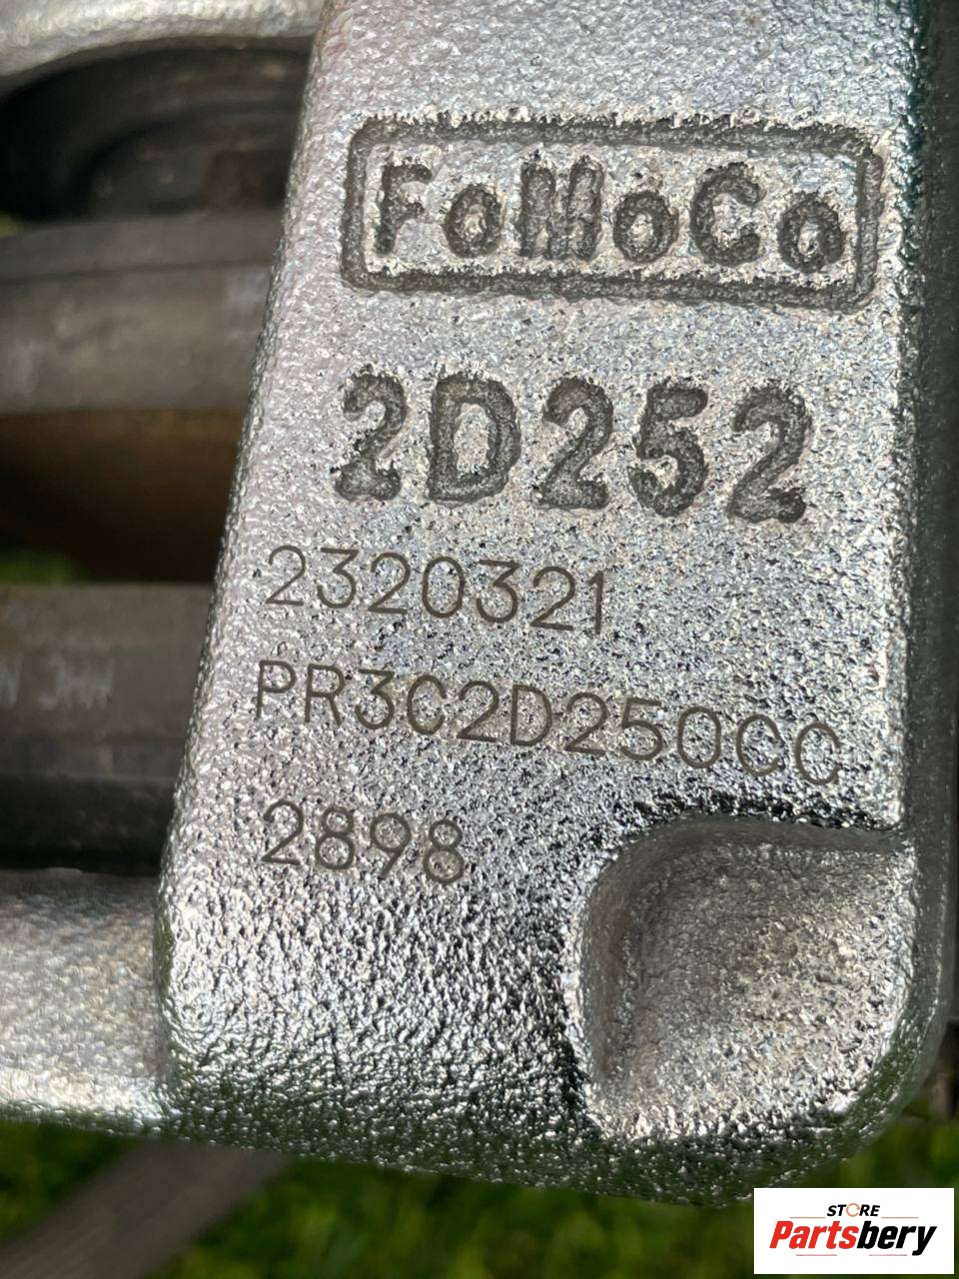 FoMoCo
2D252
2320321
PR3C2D250CC
2898
STORE
Partsbery